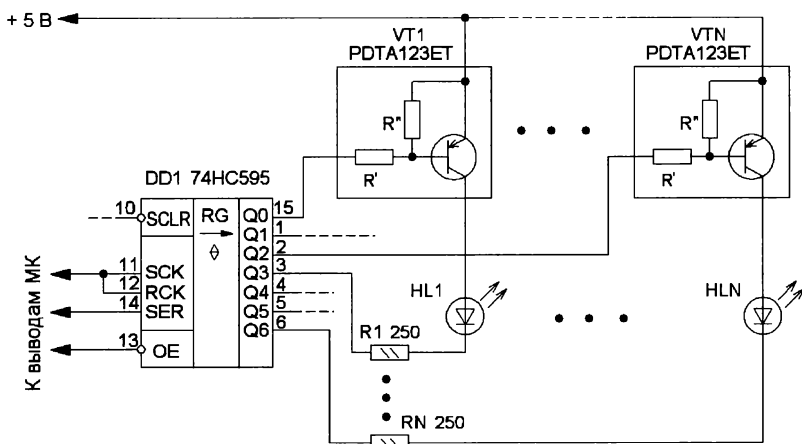 + 5 В
VT1
PDTA123ET
VTN
PDTA123ET
R"
R'
R"
R'
DD1 74HC595
10
SCLR
RG
Q0
15
Q1
1
Q2
2
11
SCK
Q3
3
12
RCK
Q4
4
14
SER
Q5
5
Q6
6
13
OE
К выводам МК
HL1
HLN
R1 250
RN 250